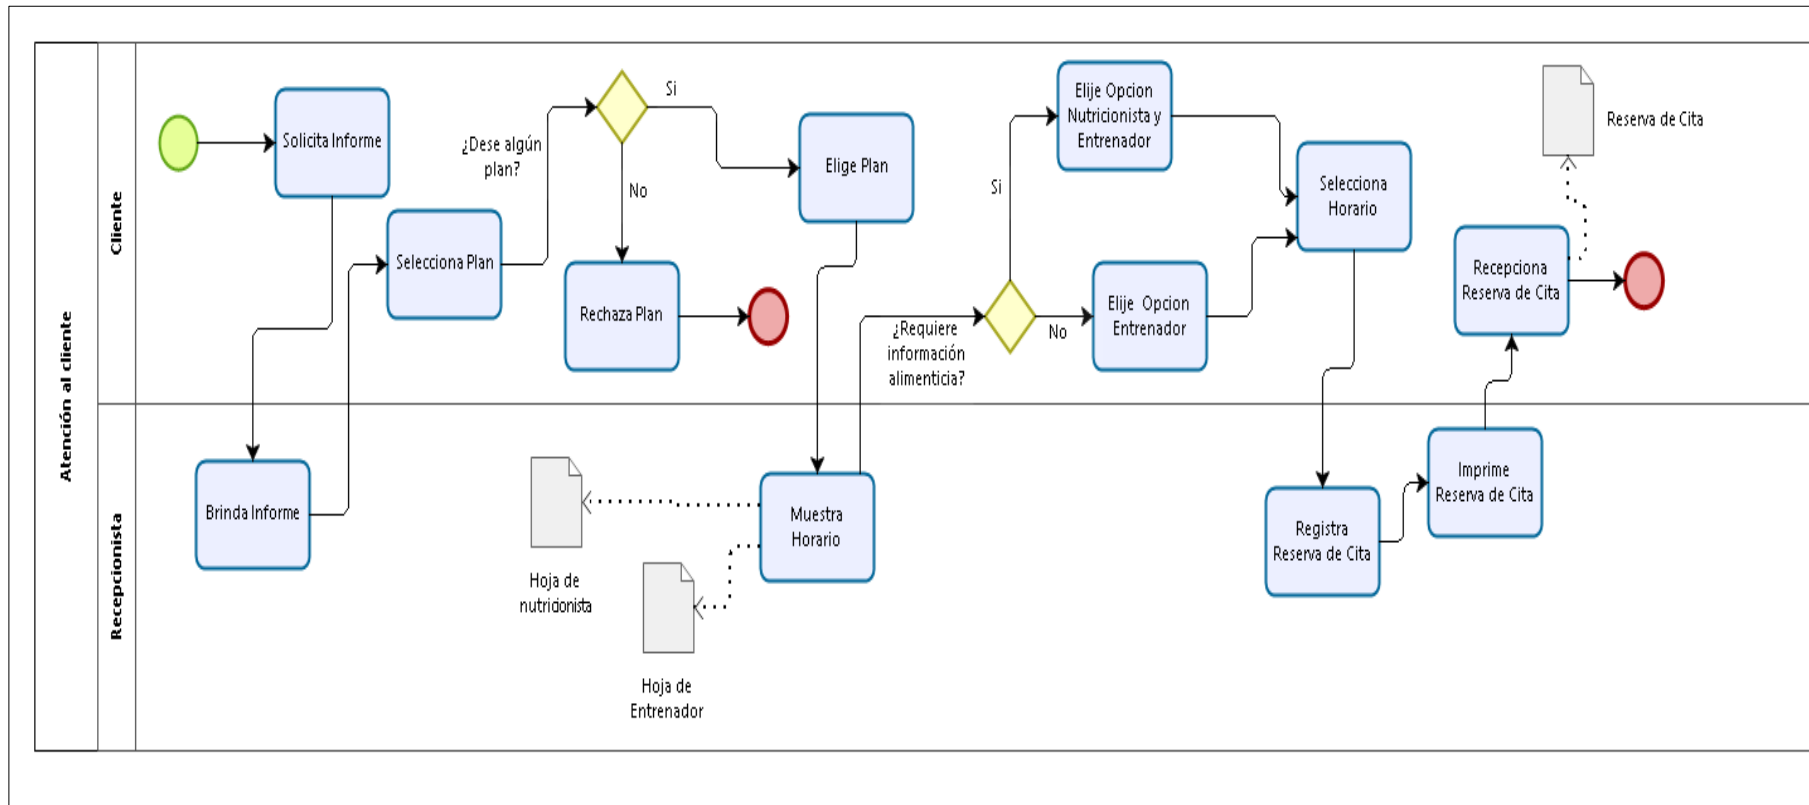 Atención al cliente
Cliente
Recepcionista
Solicita Informe
Brinda Informe
Selecciona Plan
¿Dese algún
plan?
Si
No
Rechaza Plan
Elige Plan
Muestra
Horario
Hoja de
nutricionista
Hoja de
Entrenador
¿Requiere
información
alimenticia?
Si
No
Elije Opcion
Nutricionista y
Entrenador
Elije Opcion
Entrenador
Selecciona
Horario
Registra
Reserva de Cita
Imprime
Reserva de Cita
Recepciona
Reserva de Cita
Reserva de Cita